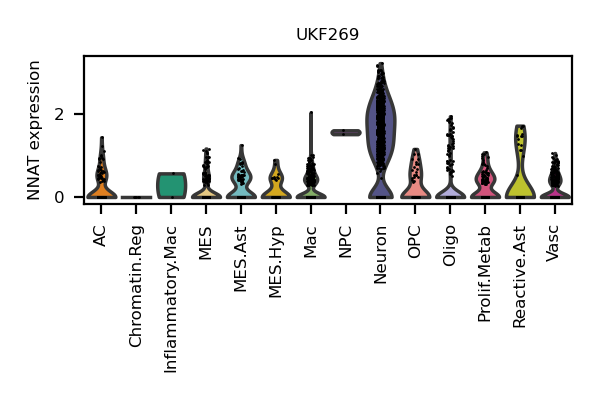 UKF269
NNAT expression
2
0
AC
Chromatin.Reg
Inflammatory.Mac
MES
MES.Ast
MES.Hyp
Mac
NPC
Neuron
OPC
Oligo
Prolif.Metab
Reactive.Ast
Vasc